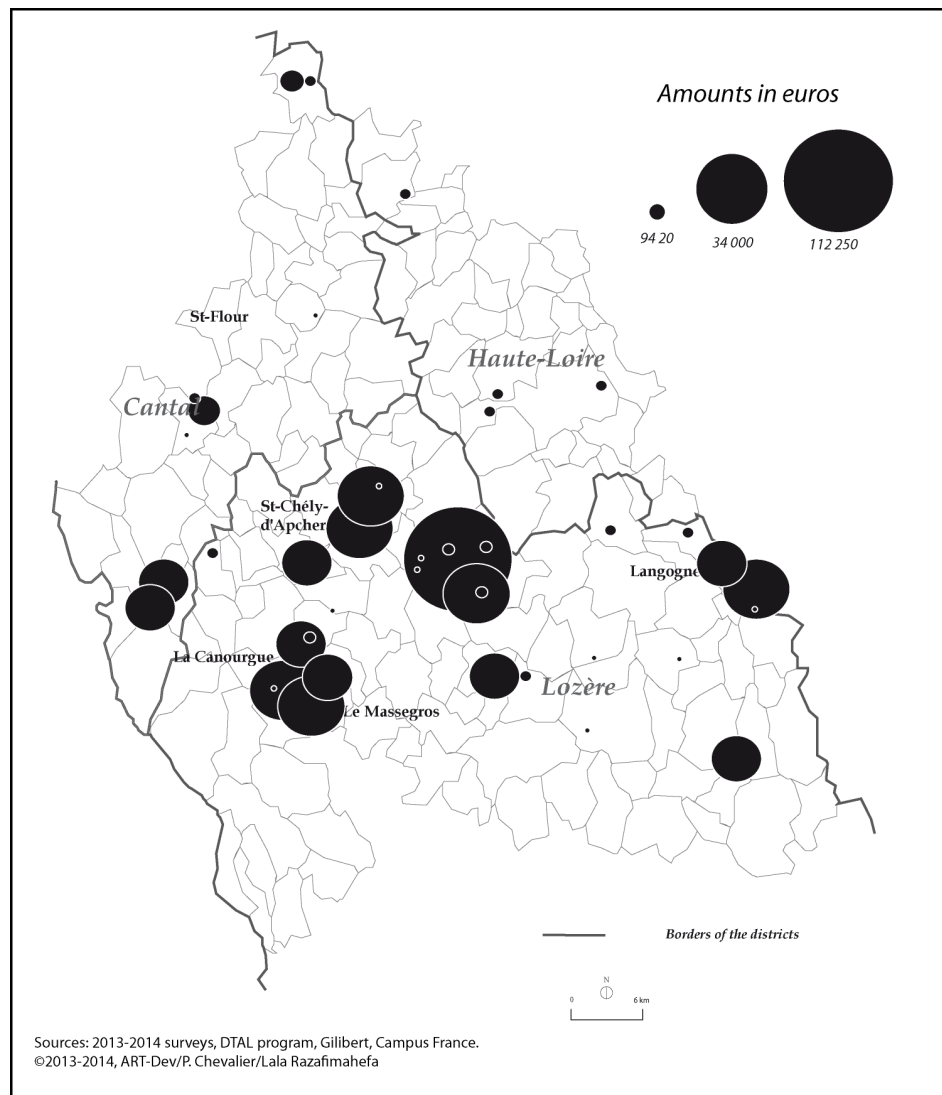 Amounts in euros
94 20
34 000
112 250
St-Flour
Haute-Loire
Cantal
St-Chély-
d'Apcher
Langogne
La Canourgue
Lozère
Le Massegros
Borders of the districts
N
0
6 km
Sources: 2013-2014 surveys, DTAL program, Gilibert, Campus France.
©2013-2014, ART-Dev/P. Chevalier/Lala Razafimahefa